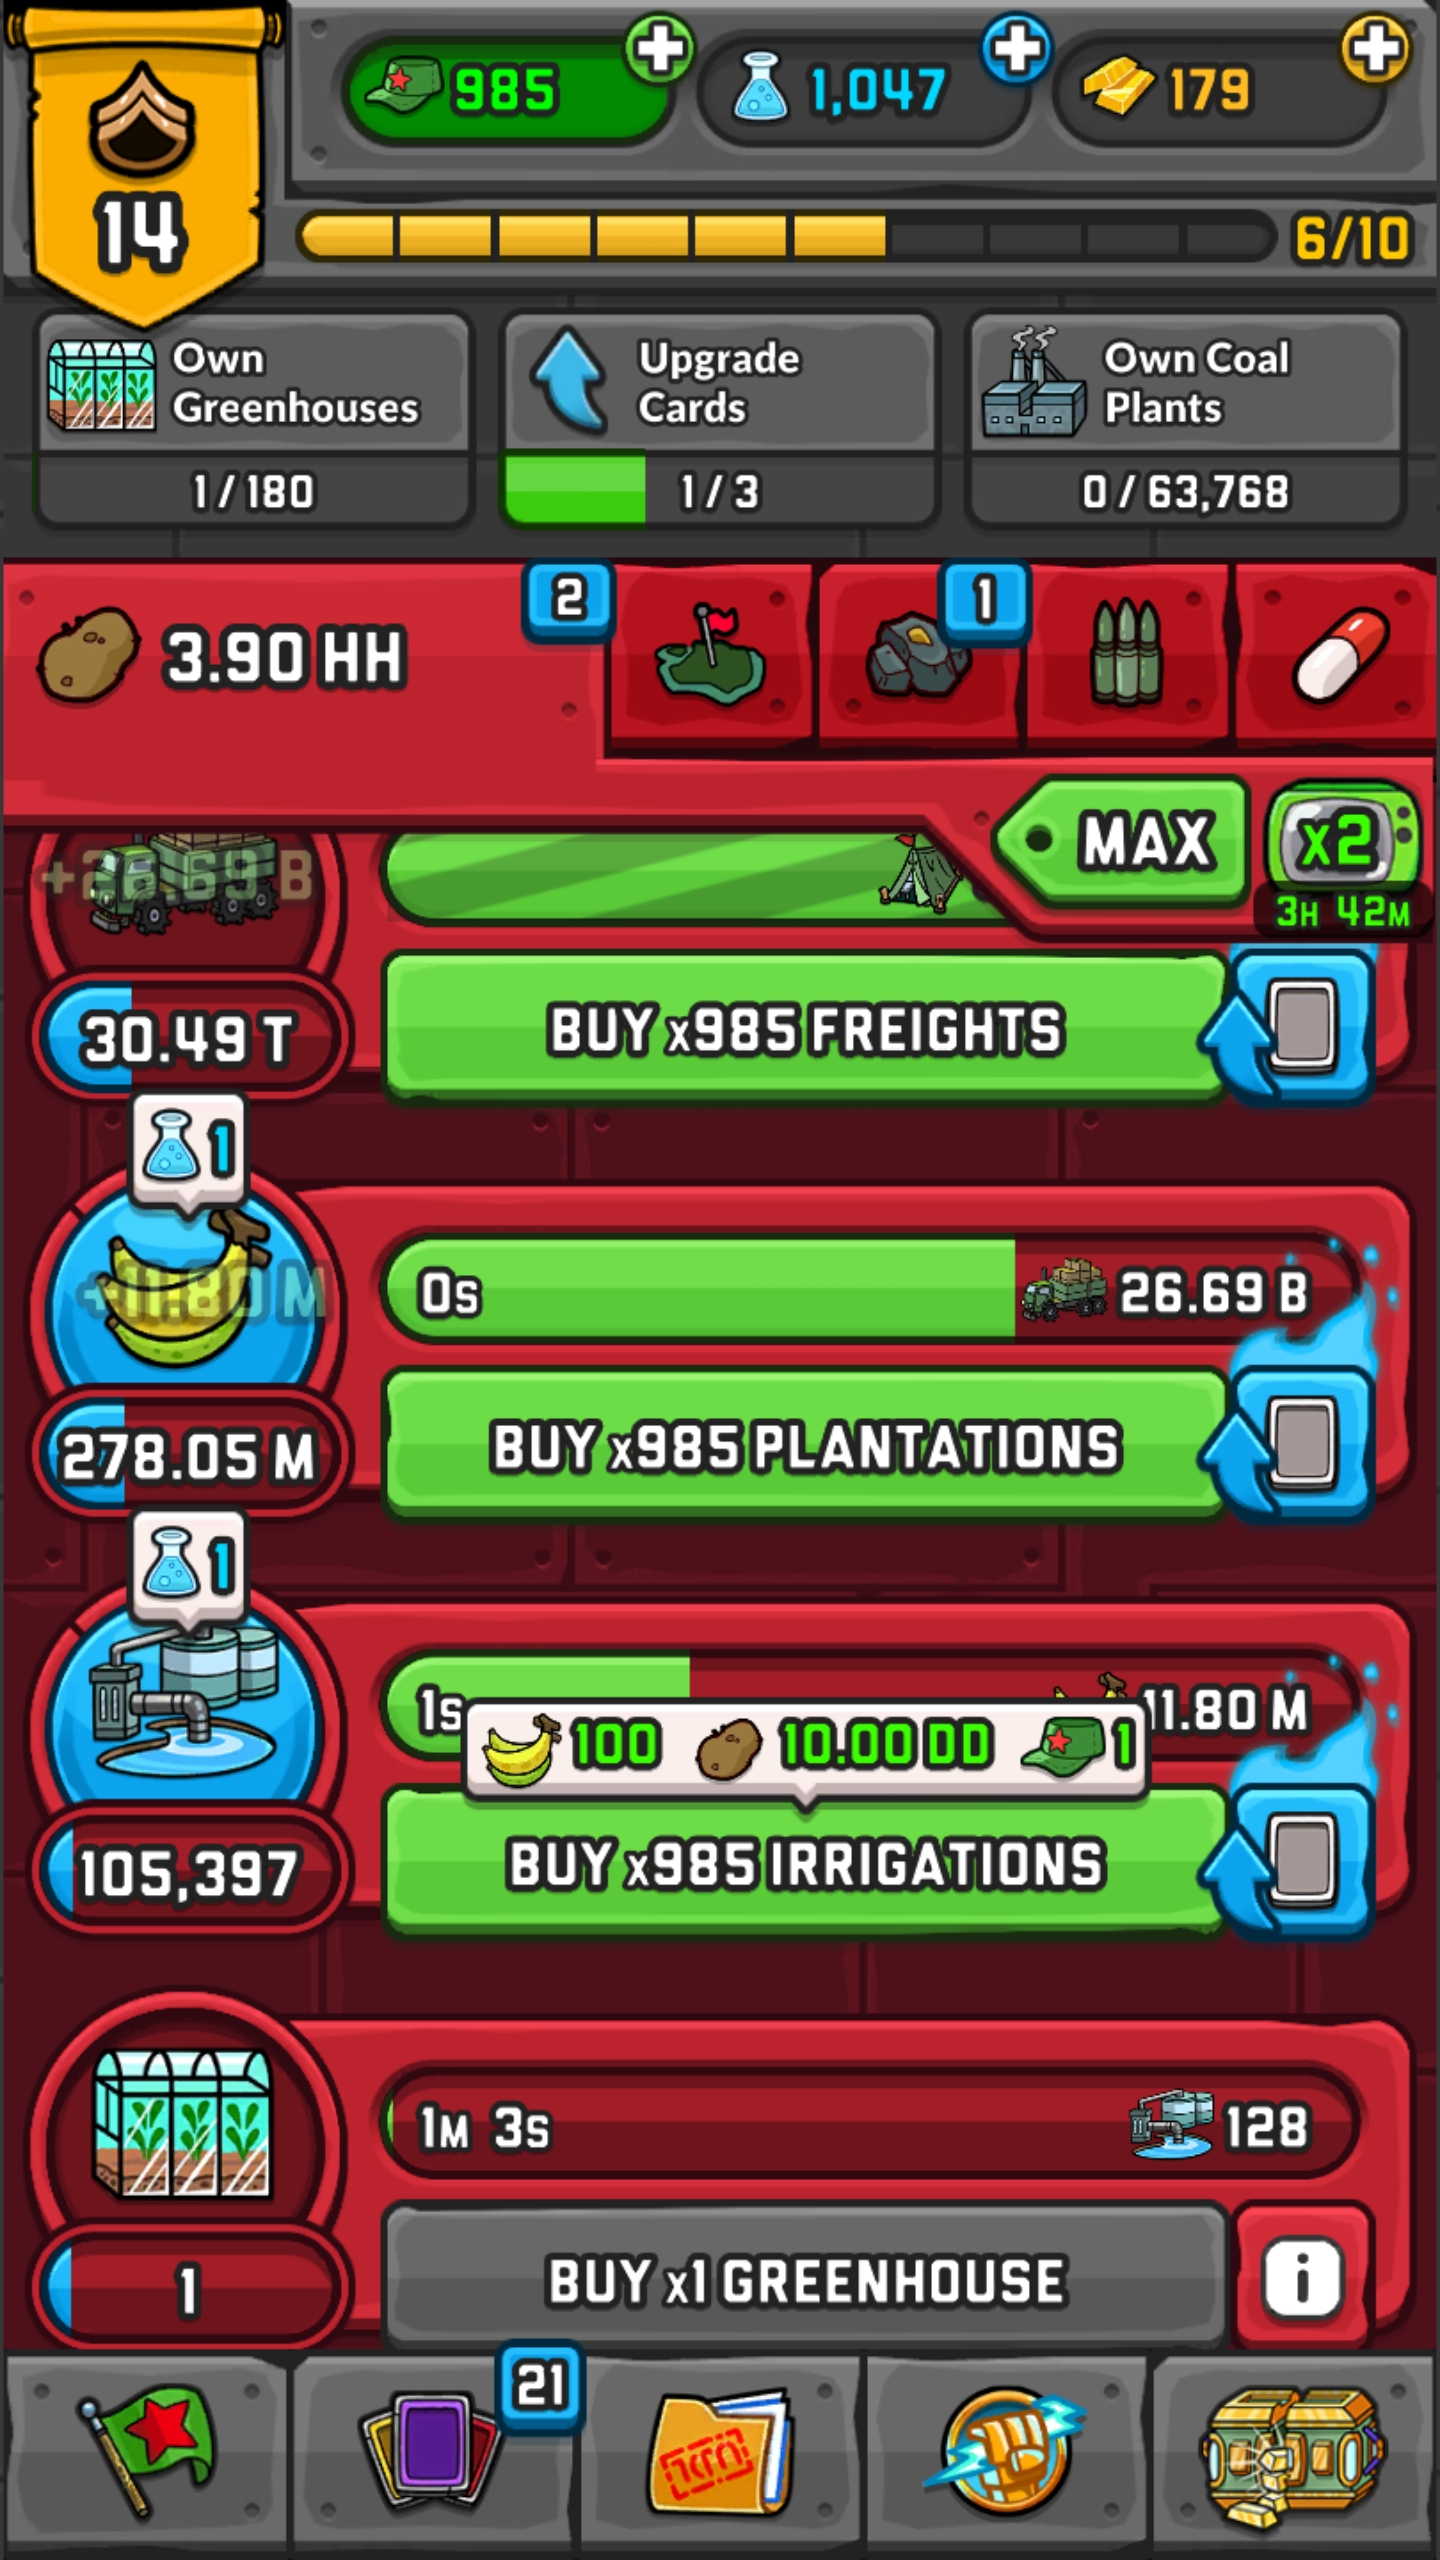 985
1,047
179
14
6/10
Own Greenhouses
1/180
Upgrade Cards
1/3
Own Coal Plants
0/63,768
3.90 HH
2
1
MAX
x2
3H 42M
30.49 T
BUY x985 FREIGHTS
1
+11.80 M
0s
26.69 B
278.05 M
BUY x985 PLANTATIONS
1
1s
11.80 M
100
10.00 DD
1
105,397
BUY x985 IRRIGATIONS
1M 3s
128
1
BUY x1 GREENHOUSE
i
21